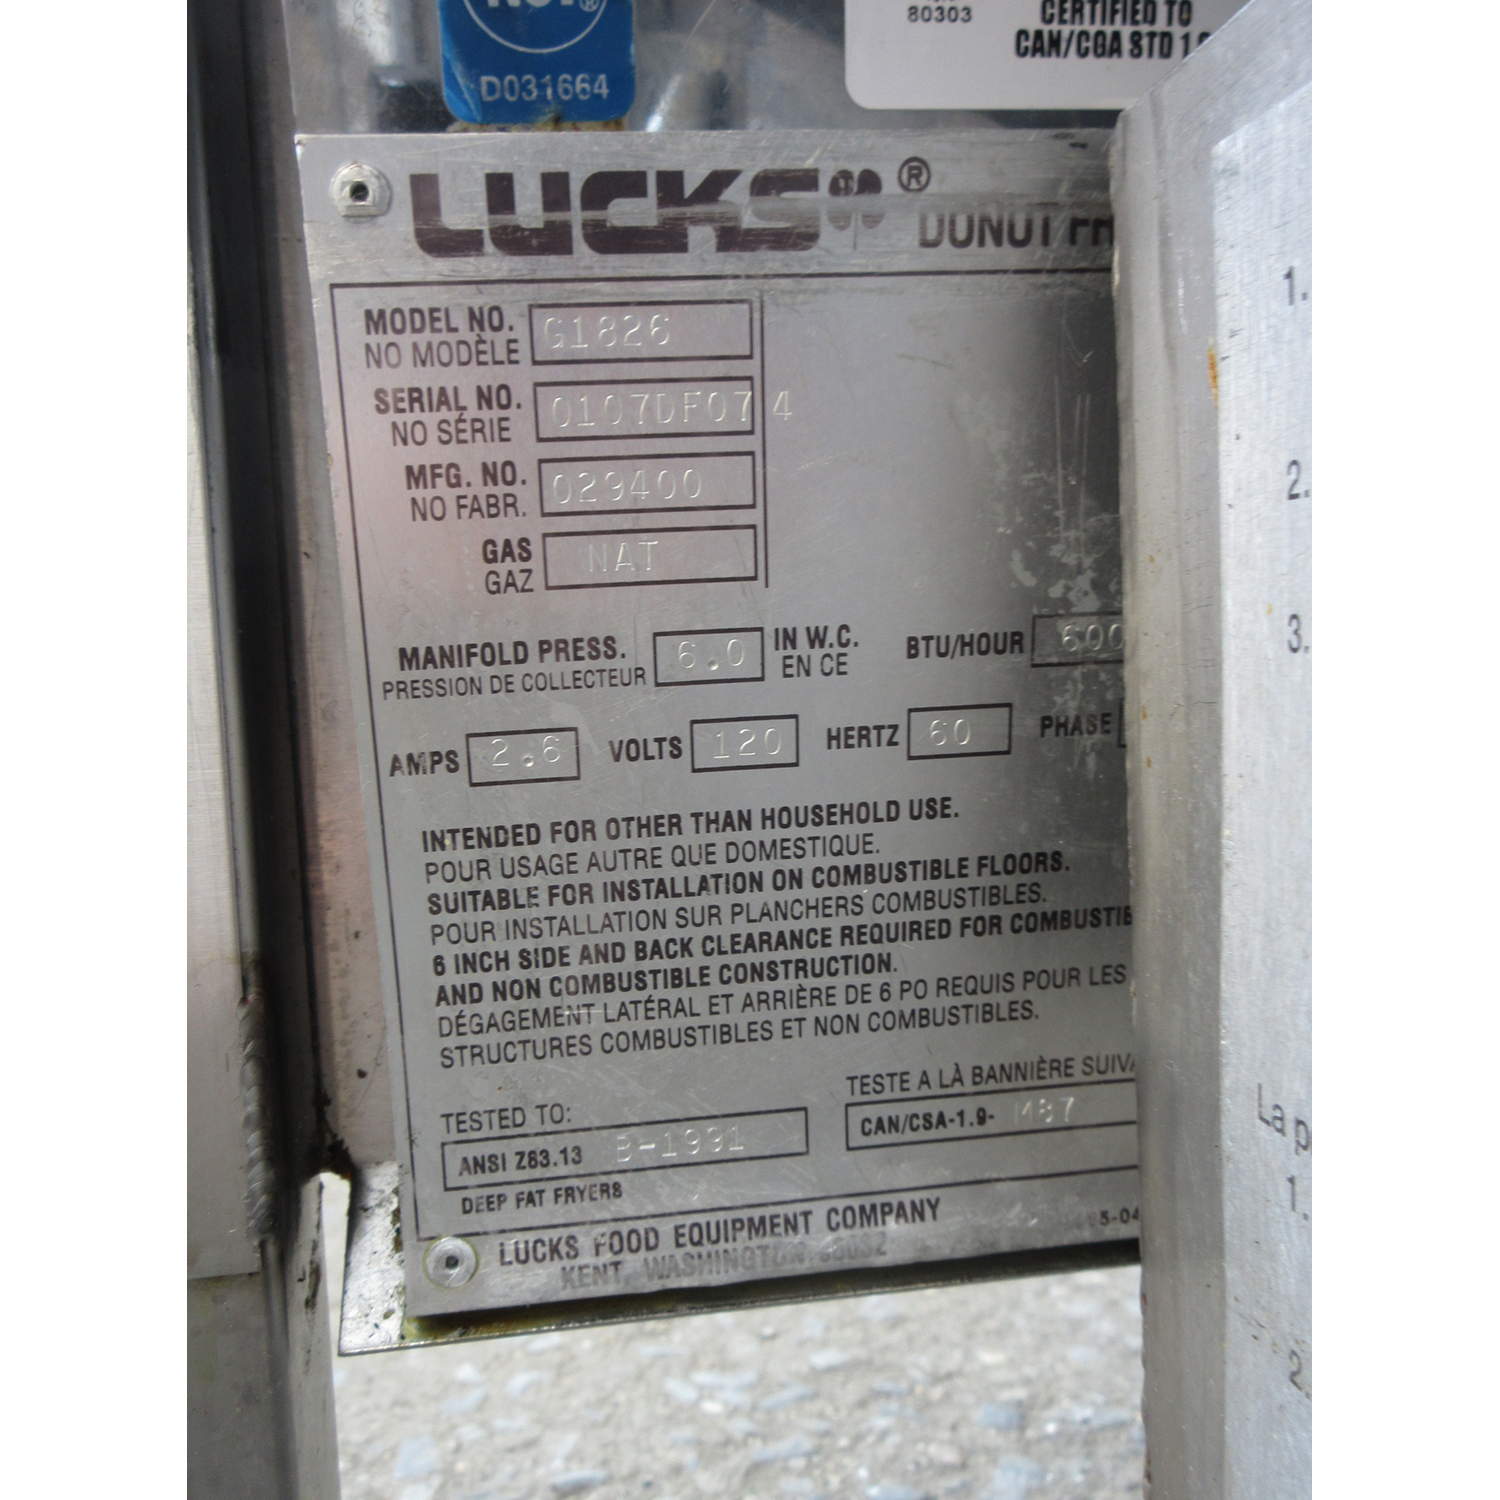 D031664
80303
CERTIFIED TO
CAN/CGA STD
LUCKS ®
DONUT
MODEL NO. G1826
NO MODÈLE
SERIAL NO. 0107DF074
NO SÉRIE
MFG. NO. 029400
NO FABR.
GAS NAT
GAZ
MANIFOLD PRESS. 6.0 IN W.C. BTU/HOUR
PRESSION DE COLLECTEUR EN CE
AMPS 2.6 VOLTS 120 HERTZ 60 PHASE
INTENDED FOR OTHER THAN HOUSEHOLD USE.
POUR USAGE AUTRE QUE DOMESTIQUE.
SUITABLE FOR INSTALLATION ON COMBUSTIBLE FLOORS.
POUR INSTALLATION SUR PLANCHERS COMBUSTIBLES.
6 INCH SIDE AND BACK CLEARANCE REQUIRED FOR
AND NON COMBUSTIBLE CONSTRUCTION.
DÉGAGEMENT LATÉRAL ET ARRIÈRE DE 6 PO REQUIS POUR LES
STRUCTURES COMBUSTIBLES ET NON COMBUSTIBLES.
TESTED TO:
ANSI Z83.13 B-1991
DEEP FAT FRYERS
TESTE A LÀ BANNIÈRE
CAN/CSA-1.9- M87
LUCKS FOOD EQUIPMENT COMPANY
KENT, WASHINGTON
1.
2.
3.
La
1.
2.